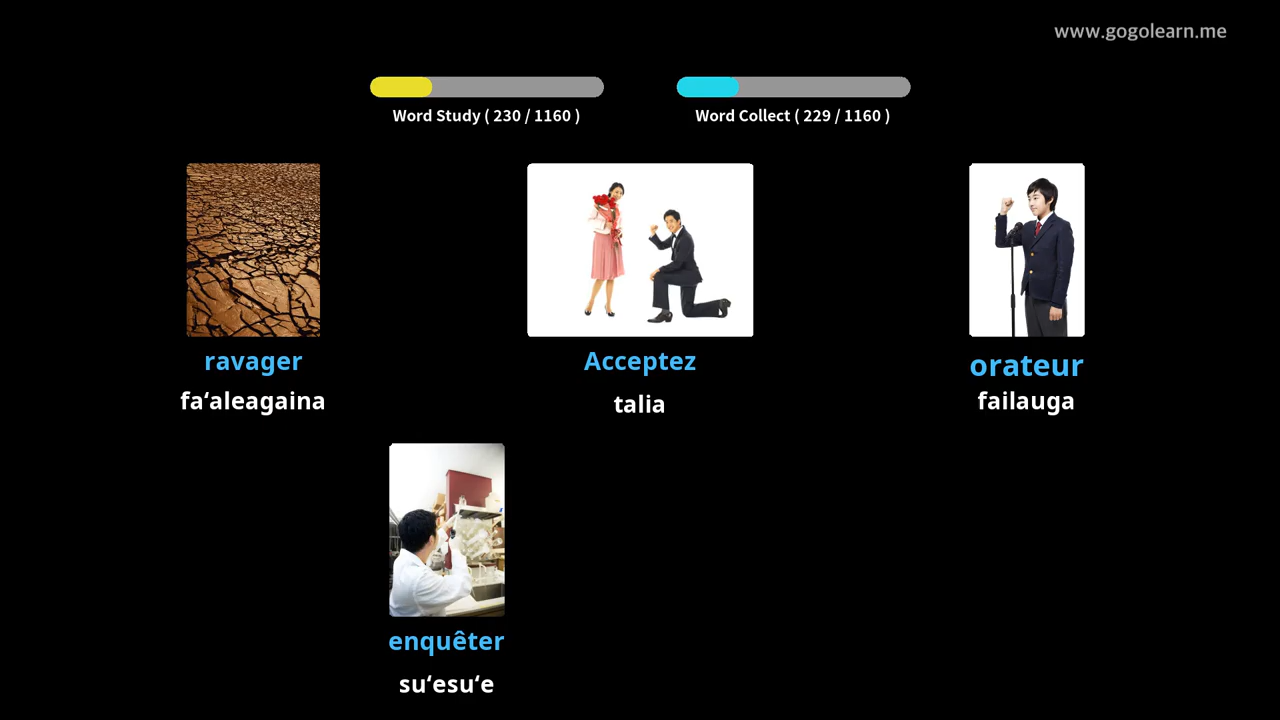 www.gogolearn.me
Word Study ( 230 / 1160 )
Word Collect ( 229 / 1160 )
ravager
fa‘aleagaina
Acceptez
talia
orateur
failauga
enquêter
su‘esu‘e